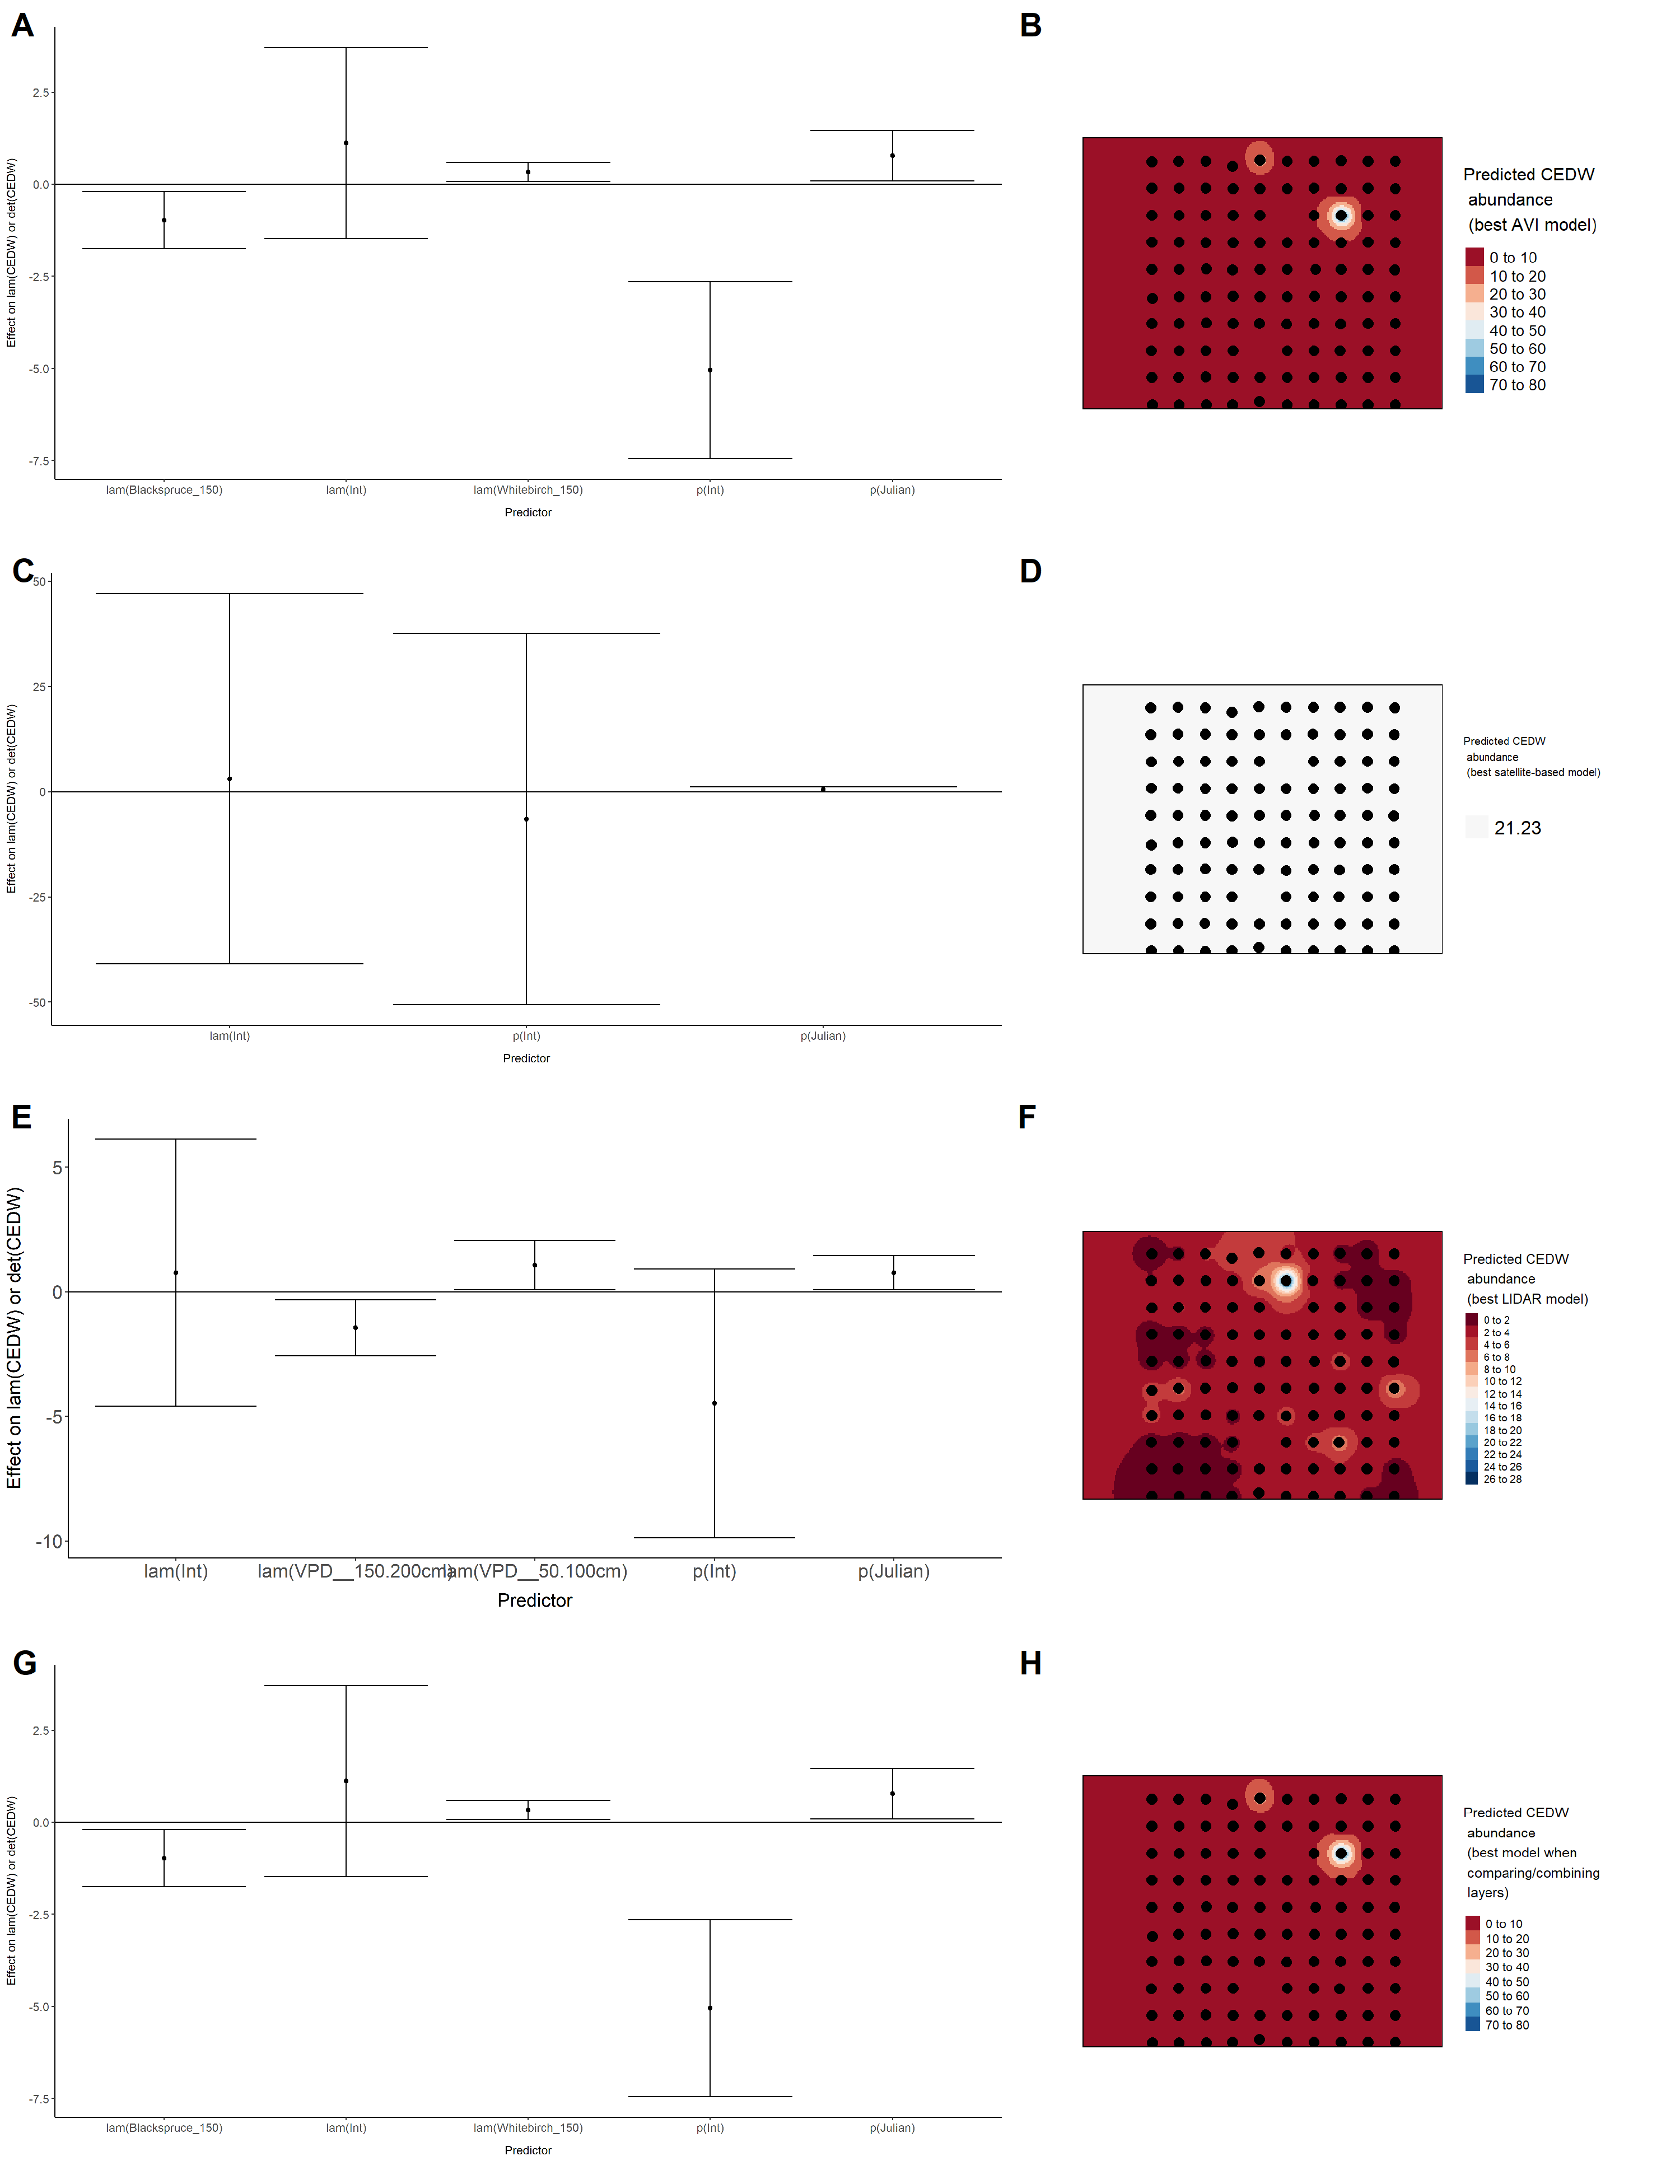 A
Effect on lam(CEDW) or det(CEDW)
2.5
0.0
-2.5
-5.0
-7.5
lam(Blackspruce_150)
lam(Int)
lam(Whitebirch_150)
p(Int)
p(Julian)
Predictor
B
Predicted CEDW
abundance
(best AVI model)
0 to 10
10 to 20
20 to 30
30 to 40
40 to 50
50 to 60
60 to 70
70 to 80
C
Effect on lam(CEDW) or det(CEDW)
50
25
0
-25
-50
lam(Int)
p(Int)
p(Julian)
Predictor
D
Predicted CEDW
abundance
(best satellite-based model)
21.23
E
Effect on lam(CEDW) or det(CEDW)
5
0
-5
-10
lam(Int)
lam(VPD__150.200cm)
lam(VPD__50.100cm)
p(Int)
p(Julian)
Predictor
F
Predicted CEDW
abundance
(best LIDAR model)
0 to 2
2 to 4
4 to 6
6 to 8
8 to 10
10 to 12
12 to 14
14 to 16
16 to 18
18 to 20
20 to 22
22 to 24
24 to 26
26 to 28
G
Effect on lam(CEDW) or det(CEDW)
2.5
0.0
-2.5
-5.0
-7.5
lam(Blackspruce_150)
lam(Int)
lam(Whitebirch_150)
p(Int)
p(Julian)
Predictor
H
Predicted CEDW
abundance
(best model when
comparing/combining
layers)
0 to 10
10 to 20
20 to 30
30 to 40
40 to 50
50 to 60
60 to 70
70 to 80